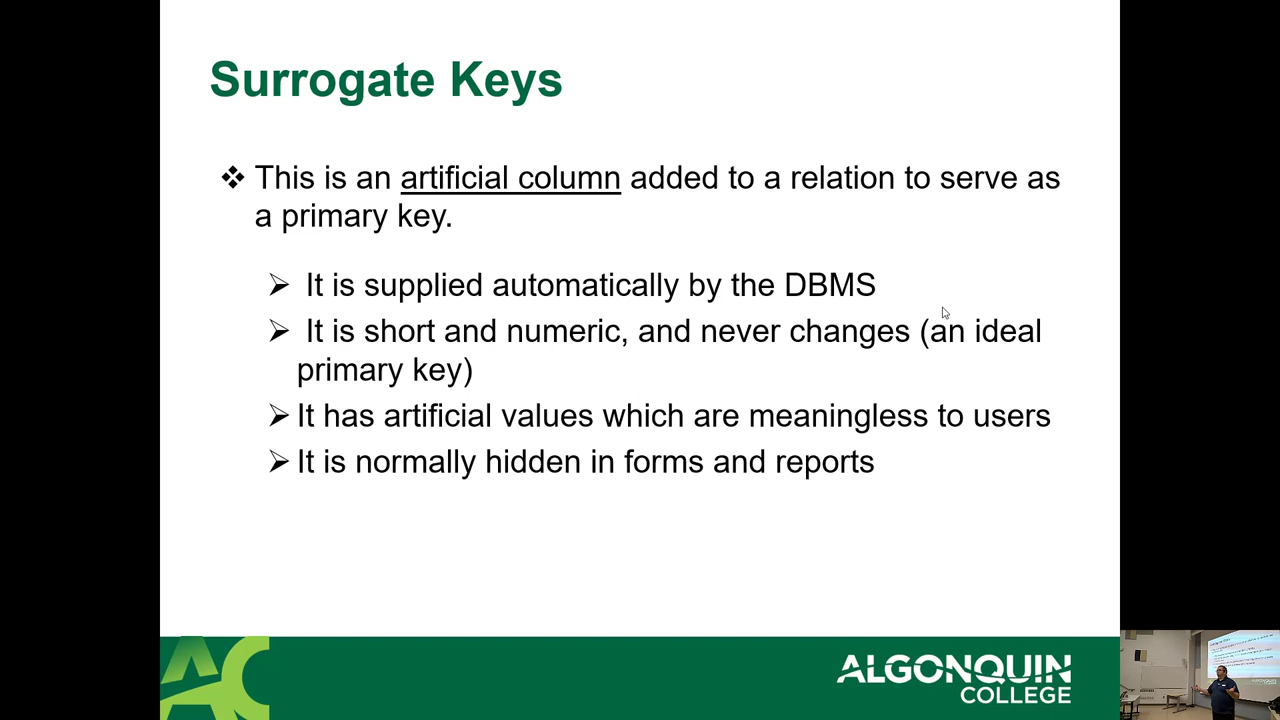 Surrogate Keys
❖ This is an artificial column added to a relation to serve as
a primary key.
➢ It is supplied automatically by the DBMS
➢ It is short and numeric, and never changes (an ideal
primary key)
➢ It has artificial values which are meaningless to users
➢ It is normally hidden in forms and reports
AC
ALGONQUIN
COLLEGE